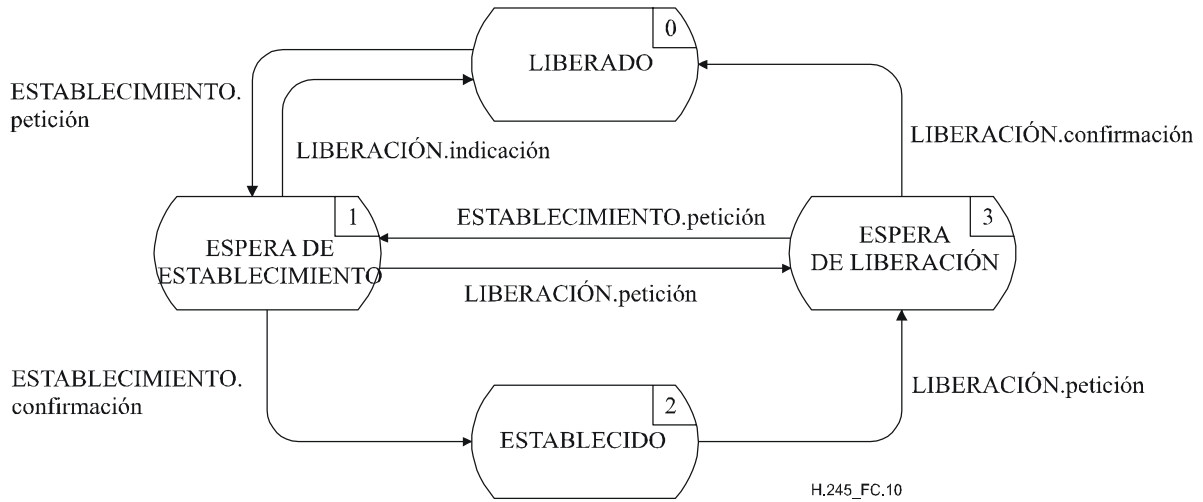 0
LIBERADO
ESTABLECIMIENTO.
petición
LIBERACIÓN.confirmación
LIBERACIÓN.indicación
1
ESTABLECIMIENTO.petición
3
ESPERA DE
ESTABLECIMIENTO
ESPERA
DE LIBERACIÓN
LIBERACIÓN.petición
ESTABLECIMIENTO.
confirmación
LIBERACIÓN.petición
2
ESTABLECIDO
H.245_FC.10